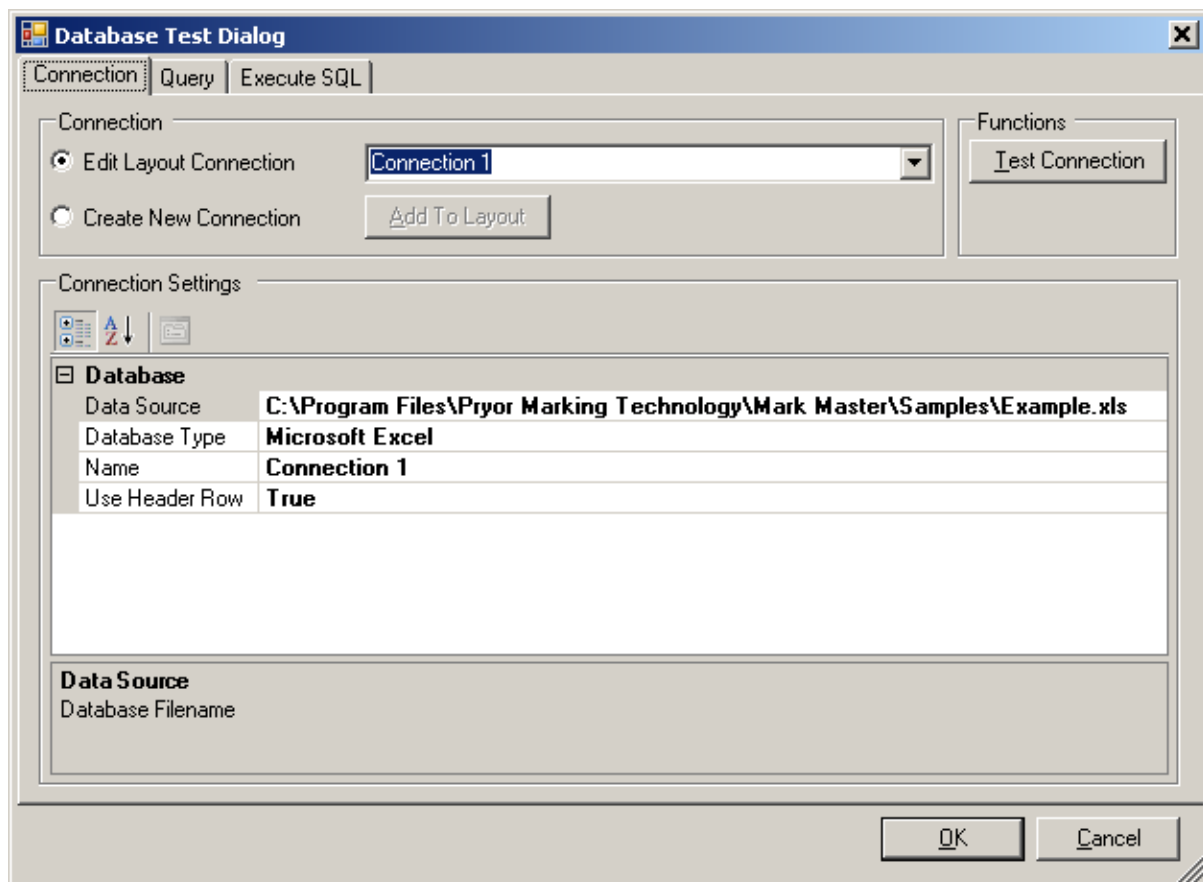 Database Test Dialog
Connection Query Execute SQL
Connection Functions
Edit Layout Connection Connection 1 Test Connection
Create New Connection Add To Layout
Connection Settings
Database
Data Source C:\Program Files\Pryor Marking Technology\Mark Master\Samples\Example.xls
Database Type Microsoft Excel
Name Connection 1
Use Header Row True
Data Source
Database Filename
OK Cancel